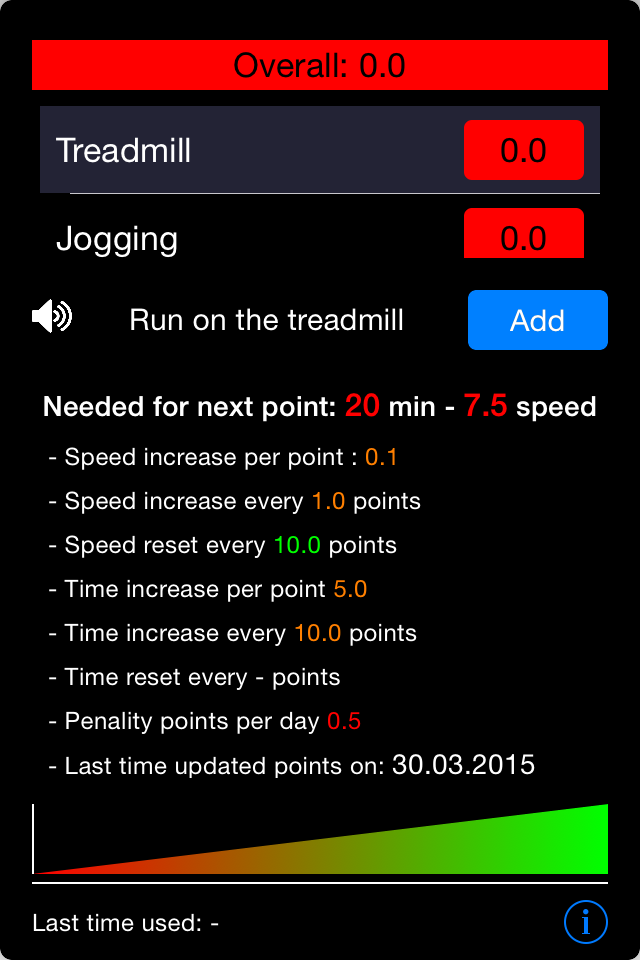 Overall: 0.0
Treadmill 0.0
Jogging 0.0
Run on the treadmill Add
Needed for next point: 20 min - 7.5 speed
- Speed increase per point : 0.1
- Speed increase every 1.0 points
- Speed reset every 10.0 points
- Time increase per point 5.0
- Time increase every 10.0 points
- Time reset every - points
- Penality points per day 0.5
- Last time updated points on: 30.03.2015
Last time used: - i